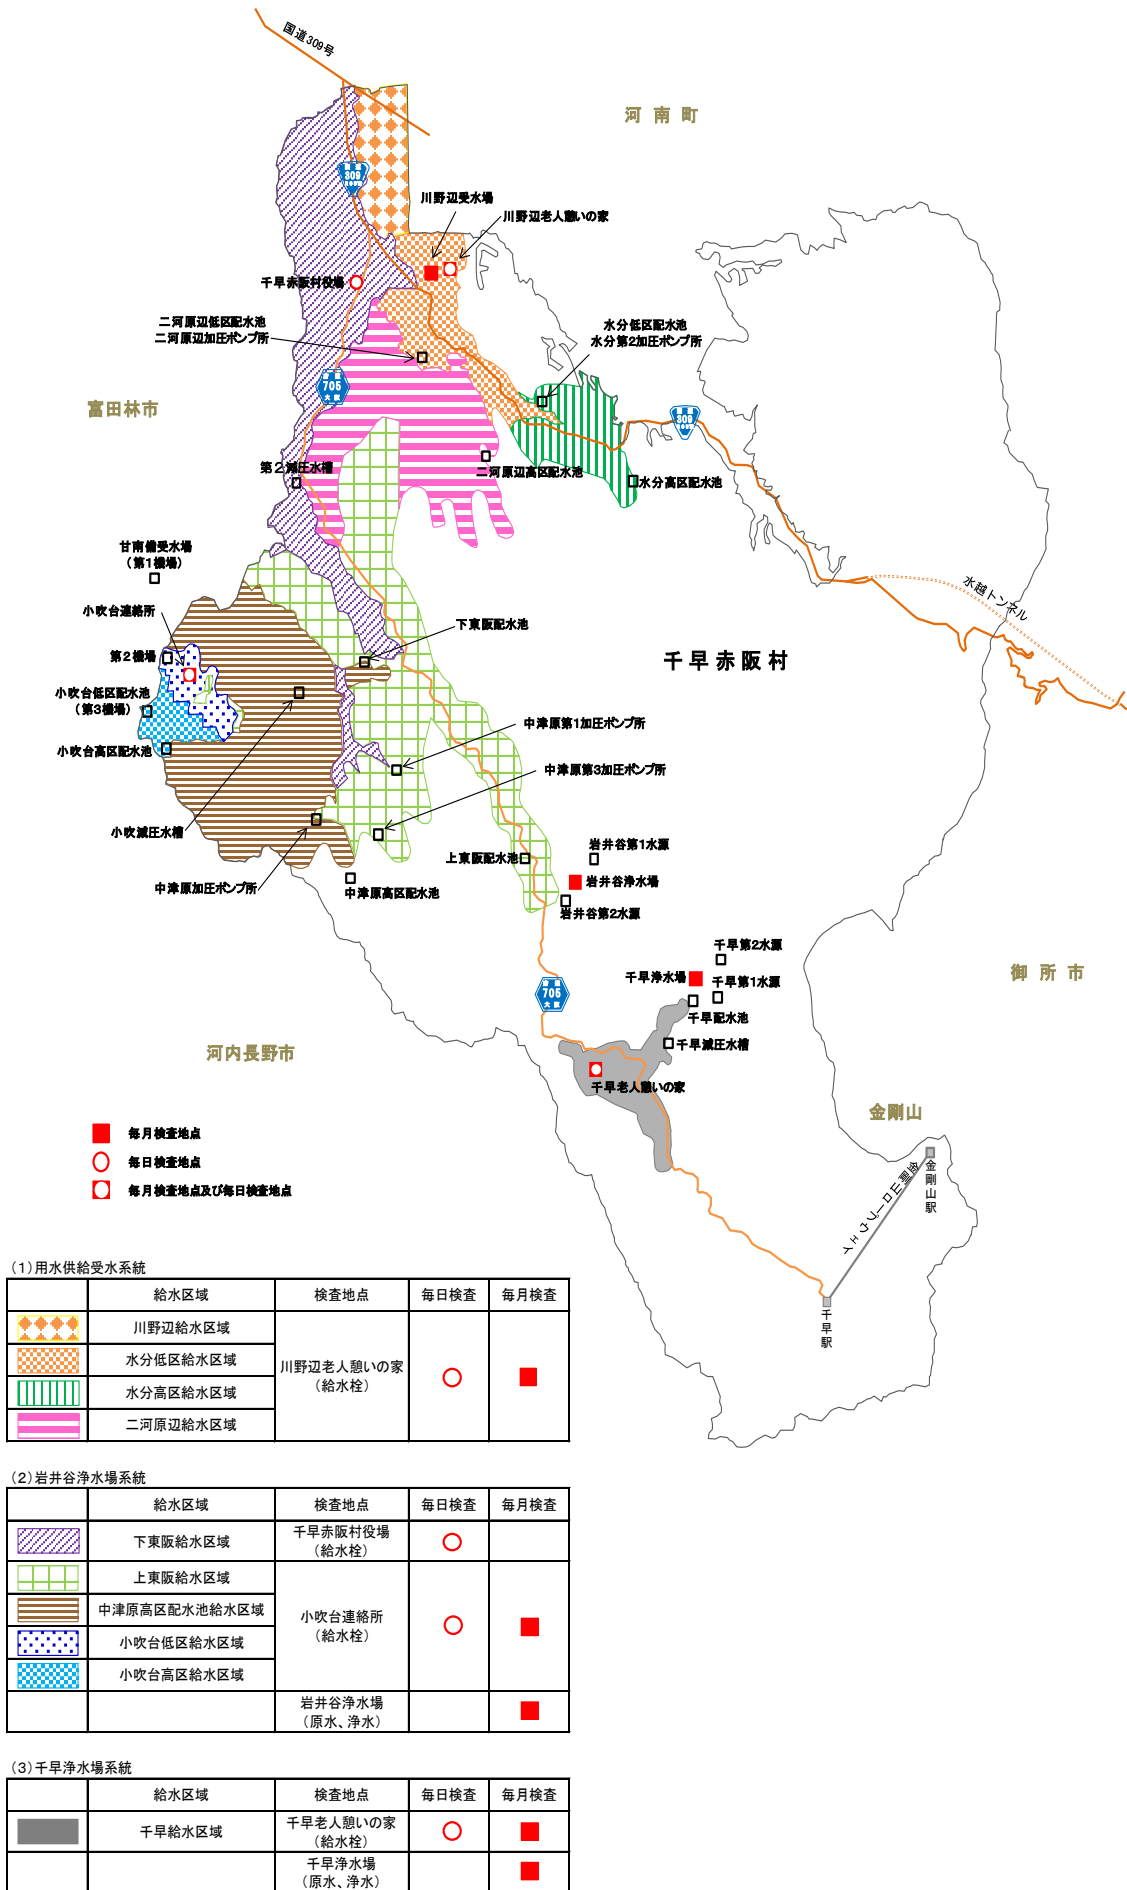 国道309号
河南町
国道
309
ROUTE
川野辺受水場
川野辺老人憩いの家
千早赤阪村役場
二河原辺低区配水池
二河原辺加圧ポンプ所
水分低区配水池
水分第2加圧ポンプ所
705
大阪
富田林市
309
第2減圧水槽
二河原辺高区配水池
水分高区配水池
甘南備受水場
(第1機場)
水越トンネル
小吹台連絡所
下東阪配水池
第2機場
千早赤阪村
小吹台低区配水池
(第3機場)
中津原第1加圧ポンプ所
小吹台高区配水池
中津原第3加圧ポンプ所
小吹減圧水槽
岩井谷第1水源
上東阪配水池
岩井谷浄水場
中津原加圧ポンプ所
中津原高区配水池
岩井谷第2水源
千早第2水源
千早浄水場
千早第1水源
御所市
705
大阪
千早配水池
千早減圧水槽
河内長野市
千早老人憩いの家
金剛山
毎月検査地点
毎日検査地点
毎月検査地点及び毎日検査地点
金剛山駅
金剛山ロープウェイ
千早駅
(1)用水供給受水系統
給水区域 検査地点 毎日検査 毎月検査
川野辺給水区域
水分低区給水区域
川野辺老人憩いの家
(給水栓)
水分高区給水区域
二河原辺給水区域
(2)岩井谷浄水場系統
給水区域 検査地点 毎日検査 毎月検査
下東阪給水区域
千早赤阪村役場
(給水栓)
上東阪給水区域
中津原高区配水池給水区域
小吹台連絡所
(給水栓)
小吹台低区給水区域
小吹台高区給水区域
岩井谷浄水場
(原水、浄水)
(3)千早浄水場系統
給水区域 検査地点 毎日検査 毎月検査
千早給水区域
千早老人憩いの家
(給水栓)
千早浄水場
(原水、浄水)